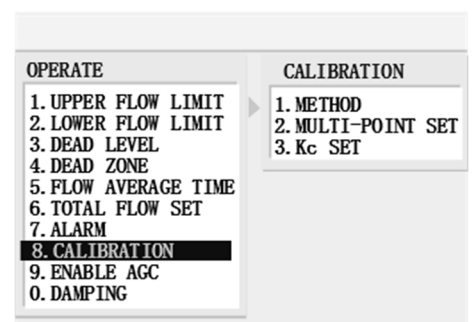 OPERATE
1. UPPER FLOW LIMIT
2. LOWER FLOW LIMIT
3. DEAD LEVEL
4. DEAD ZONE
5. FLOW AVERAGE TIME
6. TOTAL FLOW SET
7. ALARM
8. CALIBRATION
9. ENABLE AGC
0. DAMPING
CALIBRATION
1. METHOD
2. MULTI-POINT SET
3. Kc SET